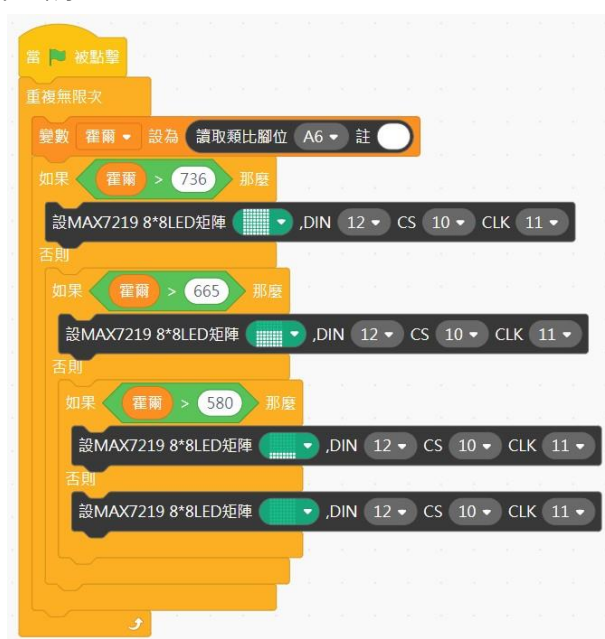 當 被點擊
重複無限次
變數 霍爾 設為 讀取類比腳位 A6 註
如果 霍爾 > 736 那麼
設MAX7219 8*8LED矩陣 ,DIN 12 CS 10 CLK 11
否則
如果 霍爾 > 665 那麼
設MAX7219 8*8LED矩陣 ,DIN 12 CS 10 CLK 11
否則
如果 霍爾 > 580 那麼
設MAX7219 8*8LED矩陣 ,DIN 12 CS 10 CLK 11
否則
設MAX7219 8*8LED矩陣 ,DIN 12 CS 10 CLK 11